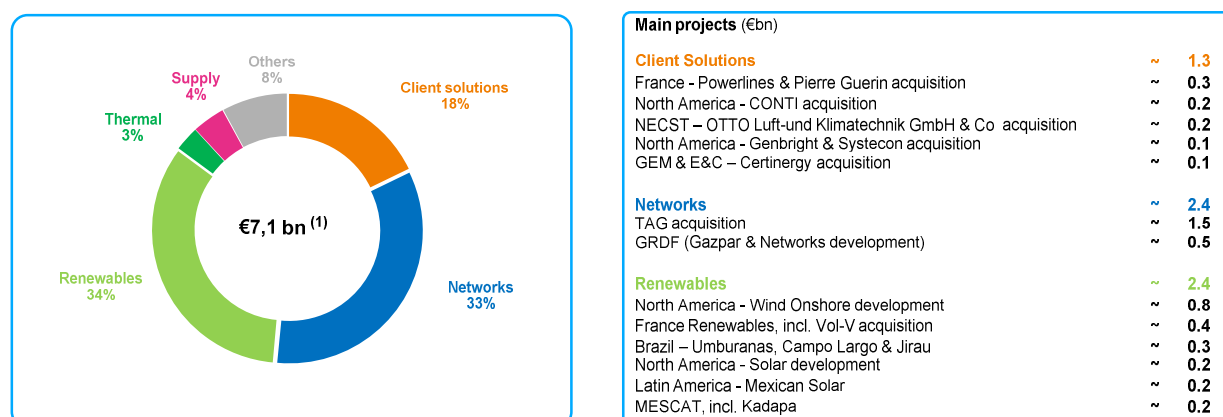 Others
8%
Supply
4%
Thermal
3%
Client solutions
18%
€7,1 bn (1)
Renewables
34%
Networks
33%
Main projects (€bn)
Client Solutions ~ 1.3
France - Powerlines & Pierre Guerin acquisition ~ 0.3
North America - CONTI acquisition ~ 0.2
NECST – OTTO Luft-und Klimatechnik GmbH & Co acquisition ~ 0.2
North America - Genbright & Systecon acquisition ~ 0.1
GEM & E&C – Certinergy acquisition ~ 0.1
Networks ~ 2.4
TAG acquisition ~ 1.5
GRDF (Gazpar & Networks development) ~ 0.5
Renewables ~ 2.4
North America - Wind Onshore development ~ 0.8
France Renewables, incl. Vol-V acquisition ~ 0.4
Brazil – Umburanas, Campo Largo & Jirau ~ 0.3
North America - Solar development ~ 0.2
Latin America - Mexican Solar ~ 0.2
MESCAT, incl. Kadapa ~ 0.2